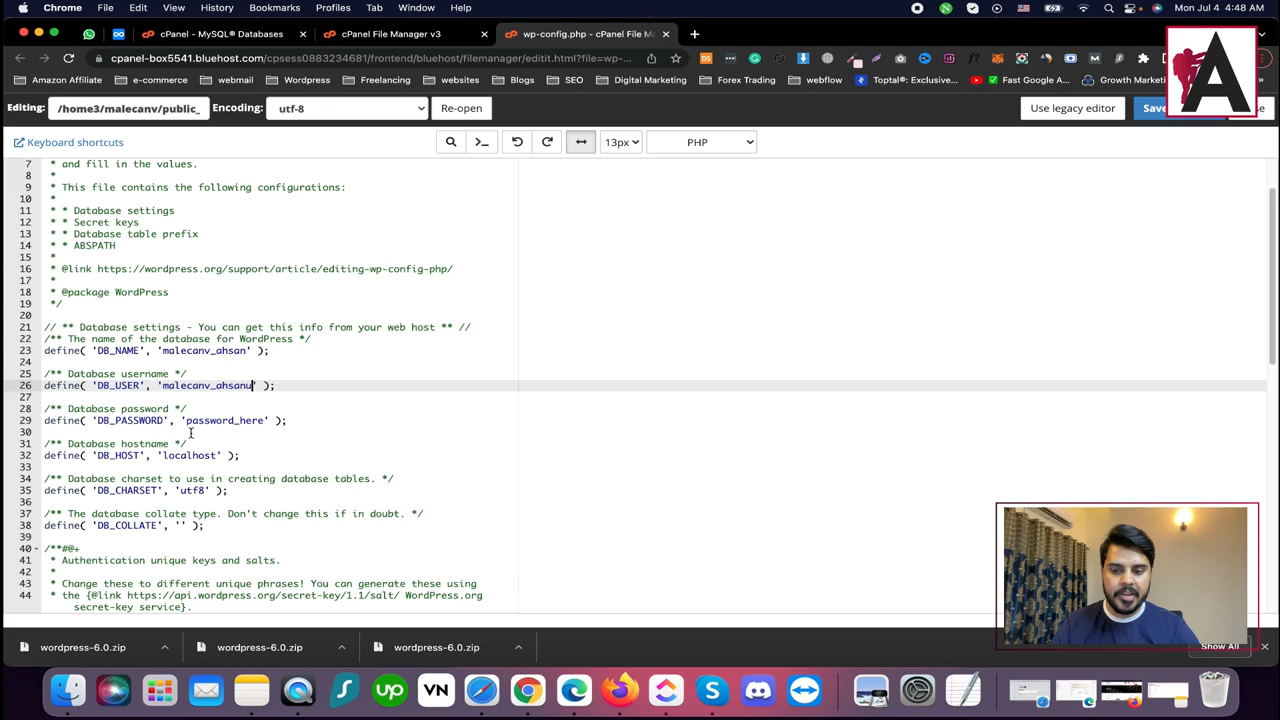 Chrome File Edit View History Bookmarks Profiles Tab Window Help Mon Jul 4 4:48 AM
cPanel - MySQL® Databases cPanel File Manager v3 wp-config.php - cPanel File M
cpanel-box5541.bluehost.com/cpsess0883234681/frontend/bluehost/filemanager/editit.html?file=wp-...
Amazon Affiliate e-commerce webmail Wordpress Freelancing websites Blogs SEO Digital Marketing Forex Trading webflow Toptal®: Exclusive... Fast Google A... Growth Marketin
A
Editing: /home3/malecanv/public_ Encoding: utf-8 Re-open Use legacy editor Save
Keyboard shortcuts 13px PHP
7 * and fill in the values.
8 *
9 * This file contains the following configurations:
10 *
11 * * Database settings
12 * * Secret keys
13 * * Database table prefix
14 * * ABSPATH
15 *
16 * @link https://wordpress.org/support/article/editing-wp-config-php/
17 *
18 * @package WordPress
19 */
20
21 // ** Database settings - You can get this info from your web host ** //
22 /** The name of the database for WordPress */
23 define( 'DB_NAME', 'malecanv_ahsan' );
24
25 /** Database username */
26 define( 'DB_USER', 'malecanv_ahsanu' );
27
28 /** Database password */
29 define( 'DB_PASSWORD', 'password_here' );
30
31 /** Database hostname */
32 define( 'DB_HOST', 'localhost' );
33
34 /** Database charset to use in creating database tables. */
35 define( 'DB_CHARSET', 'utf8' );
36
37 /** The database collate type. Don't change this if in doubt. */
38 define( 'DB_COLLATE', '' );
39
40 /**#@+
41 * Authentication unique keys and salts.
42 *
43 * Change these to different unique phrases! You can generate these using
44 * the {@link https://api.wordpress.org/secret-key/1.1/salt/ WordPress.org
secret-key service}.
wordpress-6.0.zip wordpress-6.0.zip wordpress-6.0.zip Show All
up VN